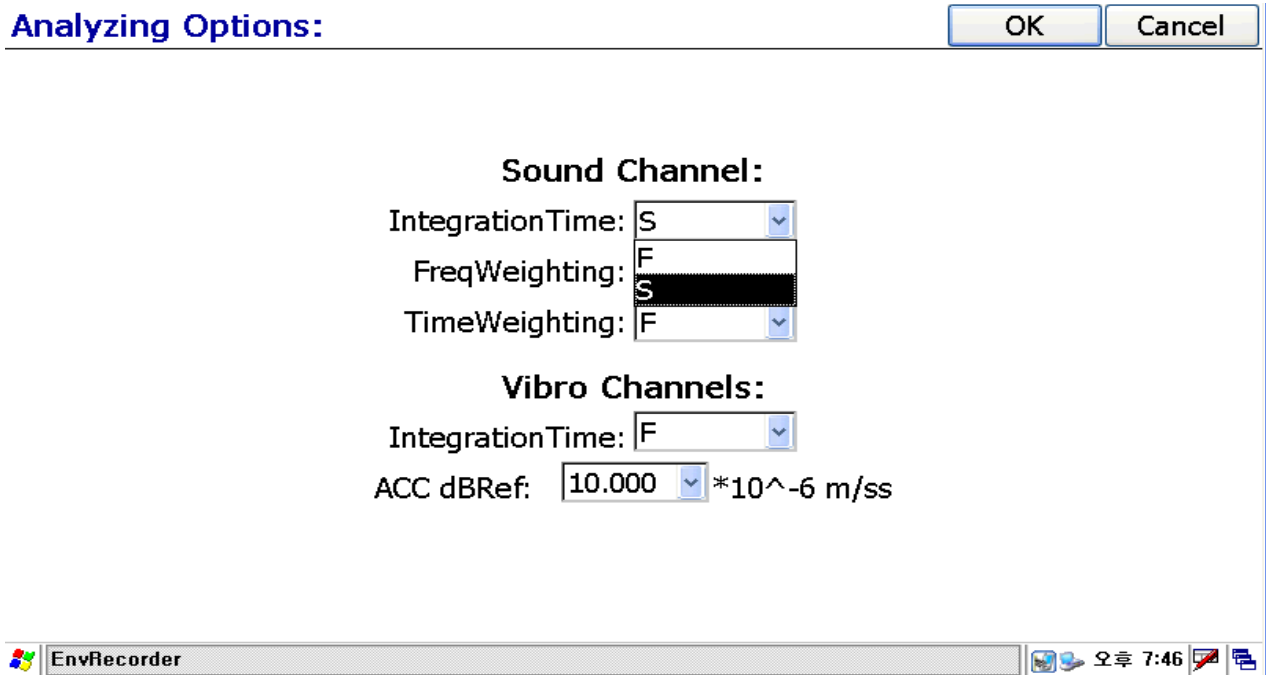 Analyzing Options:
OK
Cancel
Sound Channel:
IntegrationTime: S
F
FreqWeighting:
S
TimeWeighting: F
Vibro Channels:
IntegrationTime: F
ACC dBRef: 10.000 *10^-6 m/ss
EnvRecorder
오후 7:46